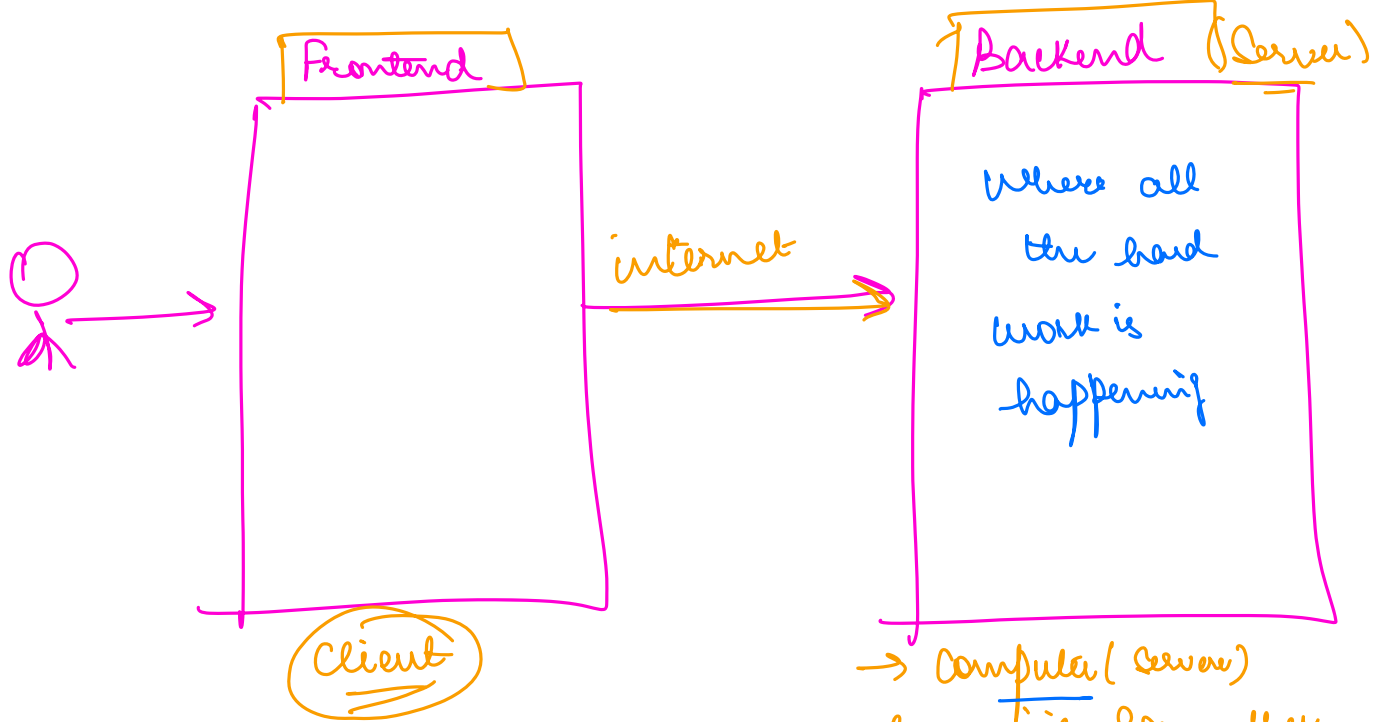 Frontend
Backend (Server)
internet
where all
the hard
work is
happening
Client
→ Computer (server)